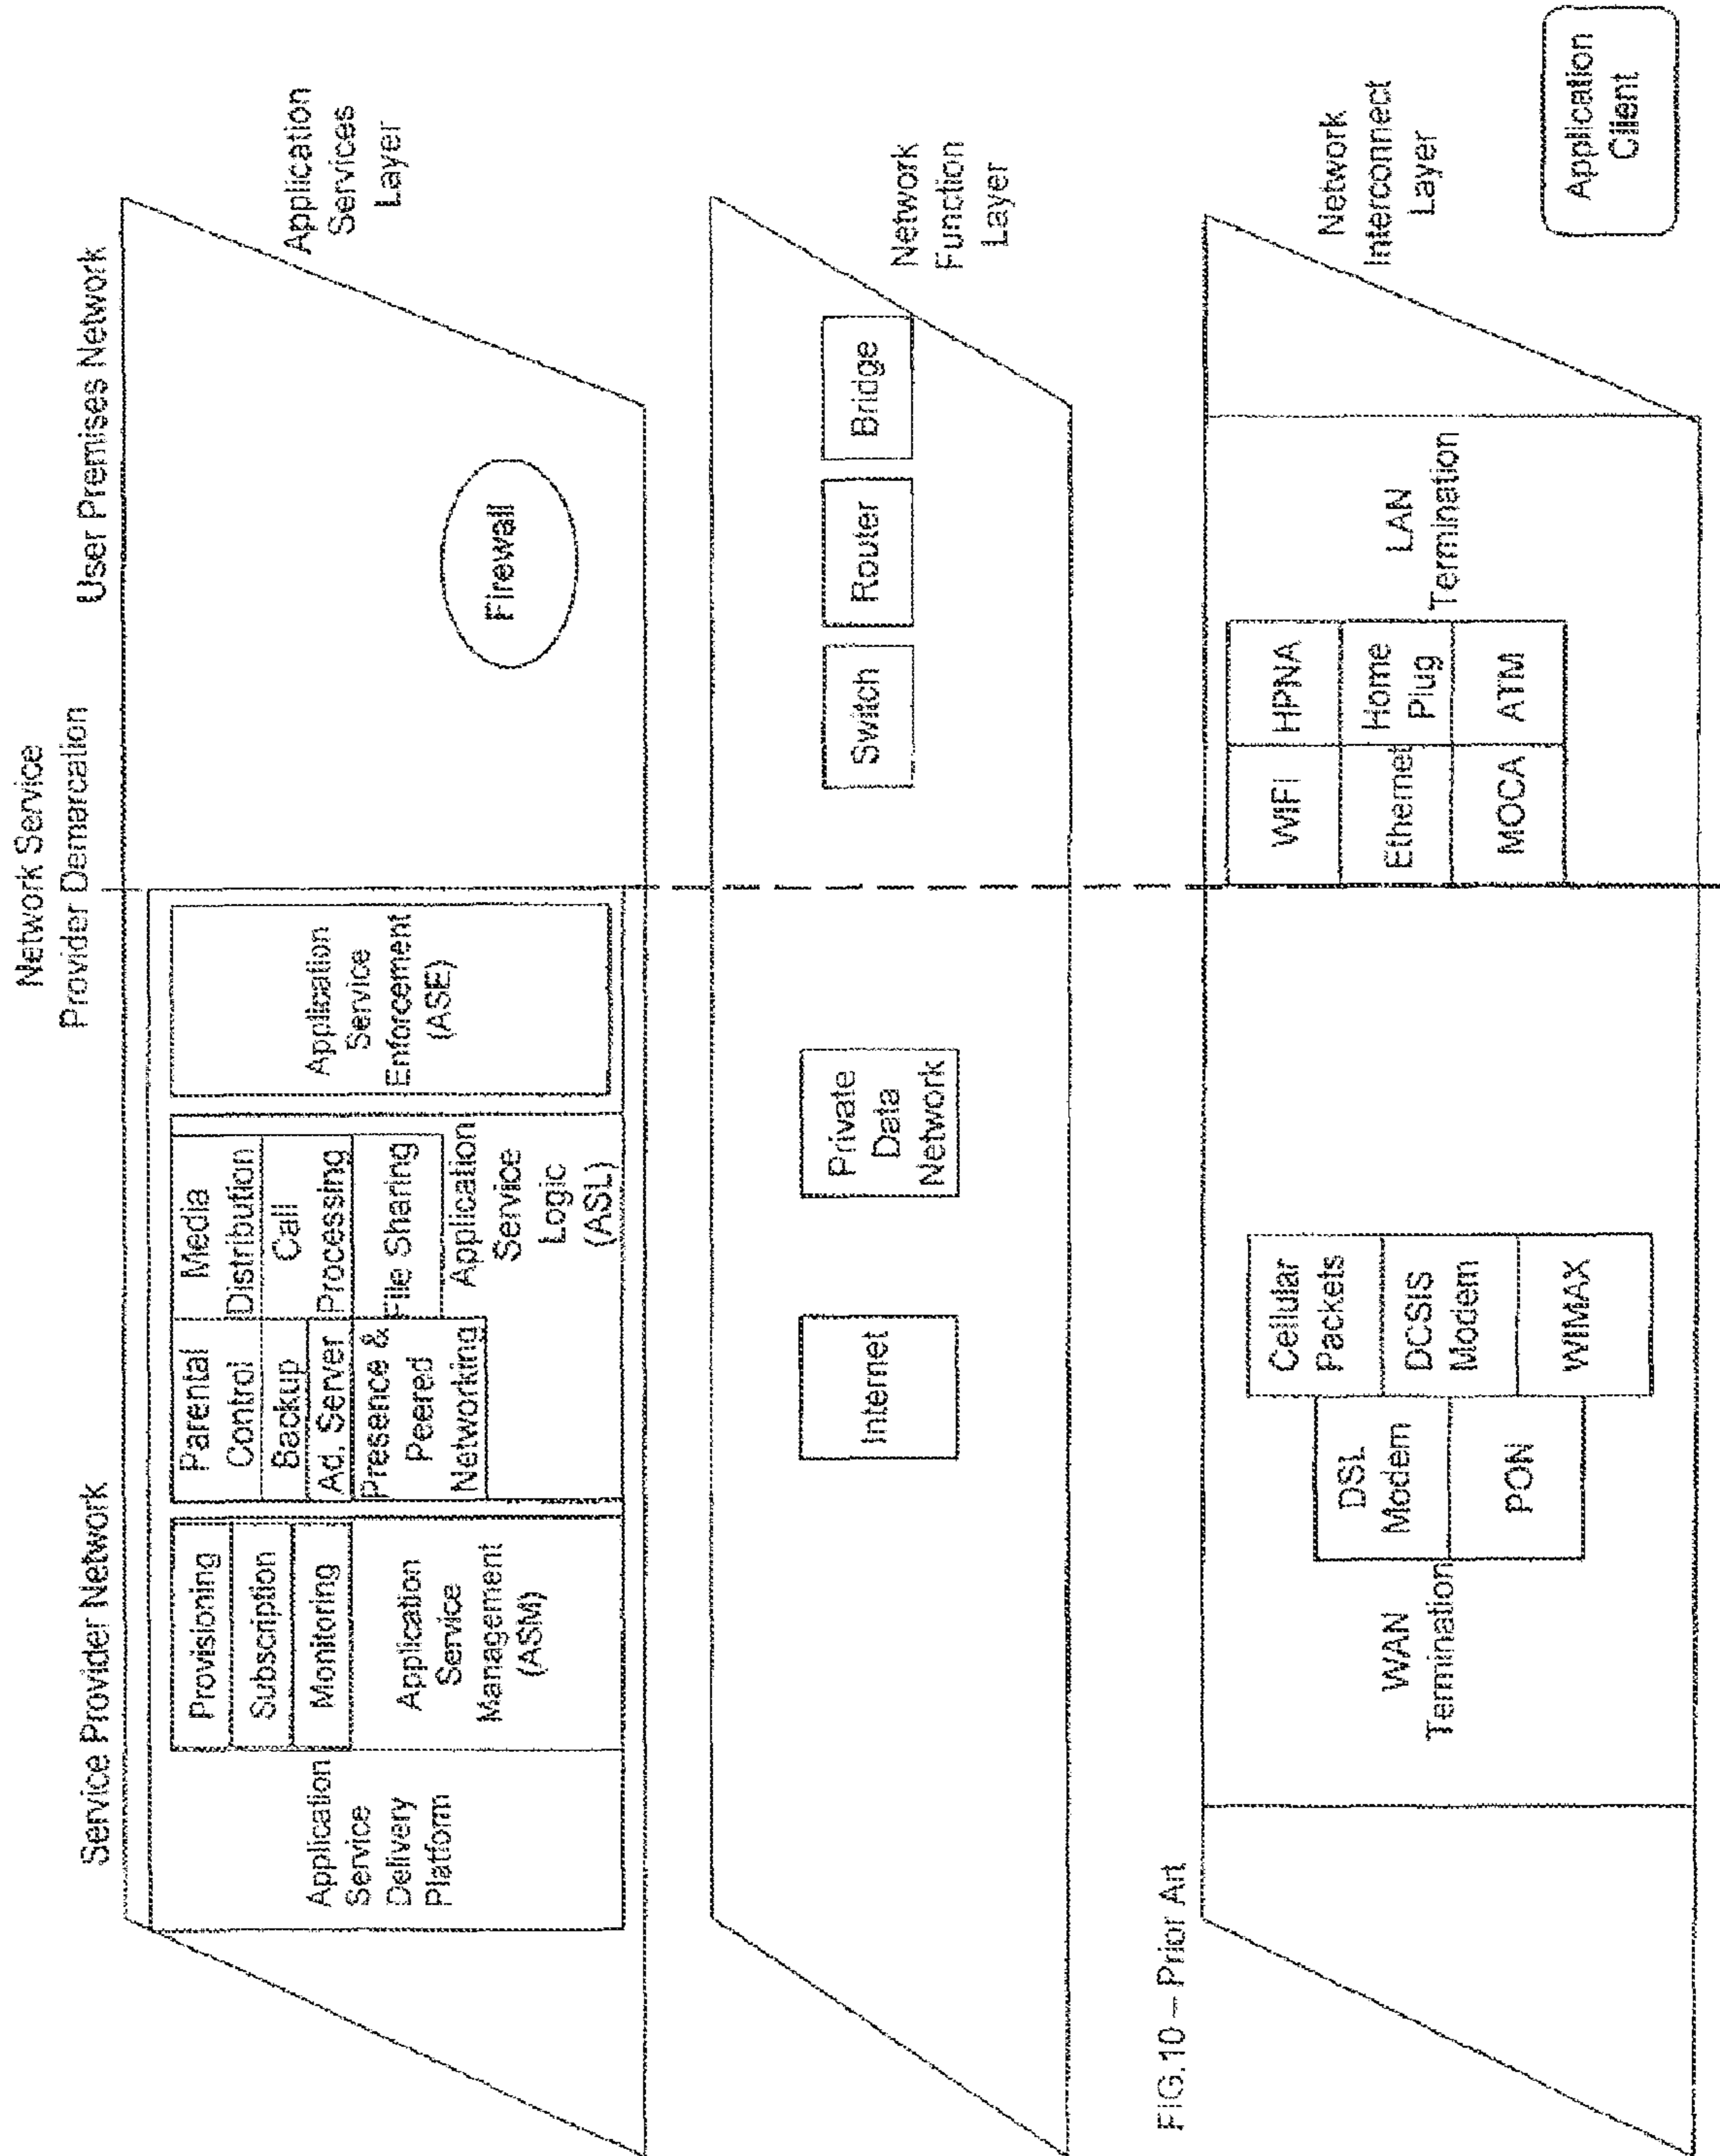 Network Service
Provider Demarcation
Service Provider Network
User Premises Network
Application
Service
Delivery
Platform
Provisioning
Subscription
Monitoring
Application
Service
Management
(ASM)
Parental
Control
Backup
Ad. Server
Presence &
Peered
Networking
Media
Distribution
Call
Processing
File Sharing
Application
Service
Logic
(ASL)
Application
Service
Enforcement
(ASE)
Firewall
Application
Services
Layer
Internet
Private
Data
Network
Switch
Router
Bridge
Network
Function
Layer
FIG.10 – Prior Art
WAN
Termination
DSL
Modem
PON
Cellular
Packets
DCSIS
Modem
WIMAX
WIFI
HPNA
Ethernet
Home
Plug
MOCA
ATM
LAN
Termination
Network
Interconnect
Layer
Application
Client